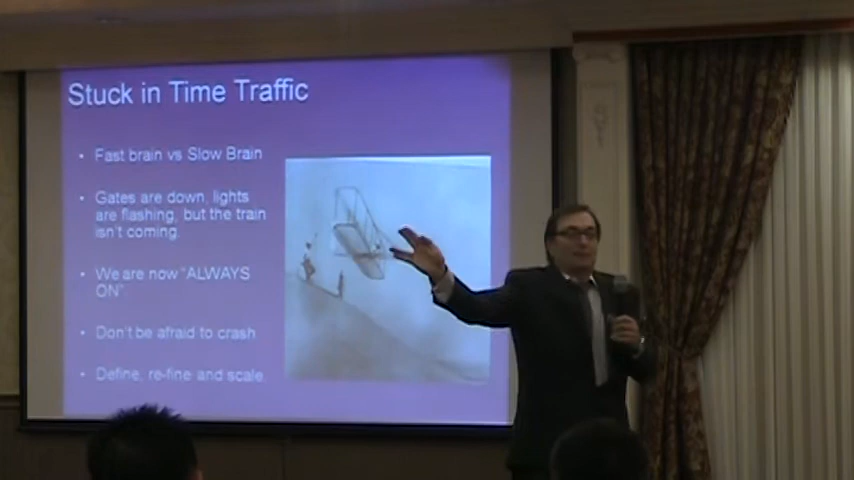 Stuck in Time Traffic
• Fast brain vs Slow Brain
• Gates are down, lights
are flashing, but the train
isn't coming.
• We are now "ALWAYS
ON"
• Don't be afraid to crash
• Define, re-fine and scale.